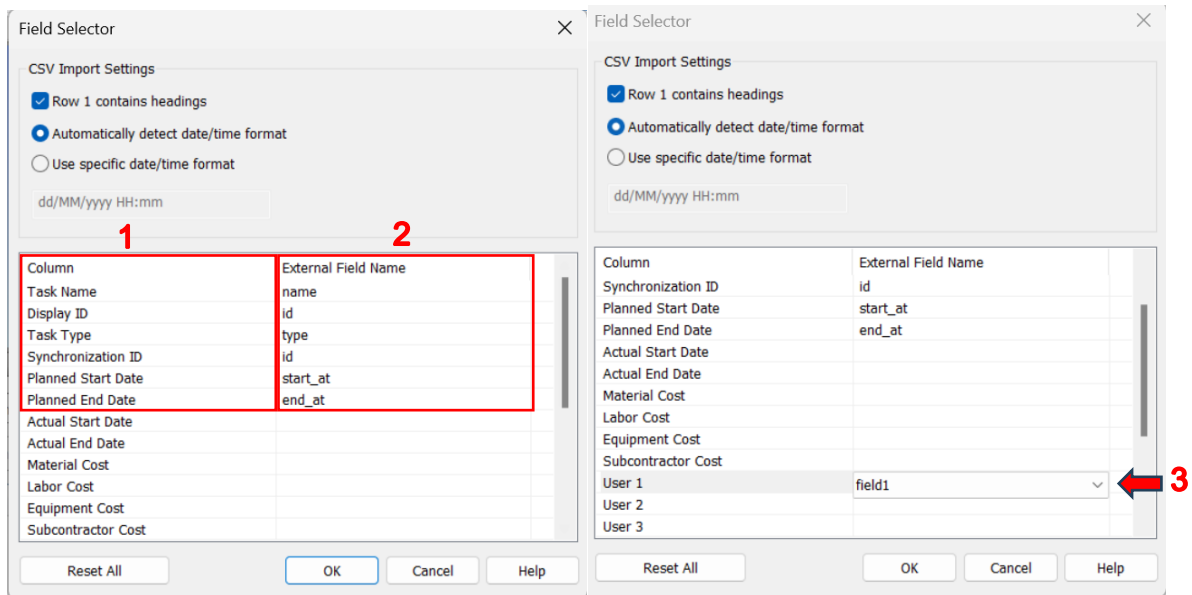 Field Selector
CSV Import Settings
Row 1 contains headings
Automatically detect date/time format
Use specific date/time format
dd/MM/yyyy HH:mm
1
2
Column External Field Name
Task Name name
Display ID id
Task Type type
Synchronization ID id
Planned Start Date start_at
Planned End Date end_at
Actual Start Date
Actual End Date
Material Cost
Labor Cost
Equipment Cost
Subcontractor Cost
Reset All OK Cancel Help
Field Selector
CSV Import Settings
Row 1 contains headings
Automatically detect date/time format
Use specific date/time format
dd/MM/yyyy HH:mm
Column External Field Name
Synchronization ID id
Planned Start Date start_at
Planned End Date end_at
Actual Start Date
Actual End Date
Material Cost
Labor Cost
Equipment Cost
Subcontractor Cost
User 1 field1
3
User 2
User 3
Reset All OK Cancel Help